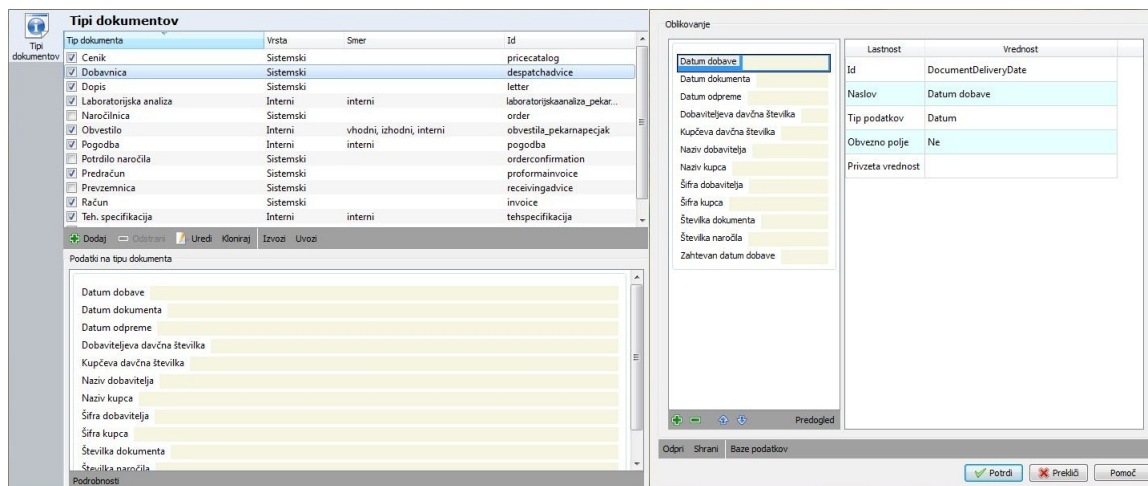 Tipi dokumentov
Tipi dokumentov
Tip dokumenta Vrsta Smer Id
Cenik Sistemski pricecatalog
Dobavnica Sistemski despatchadvice
Dopis Sistemski letter
Laboratorijska analiza Interni interni laboratorijskaanaliza_pekar...
Naročilnica Sistemski order
Obvestilo Interni vhodni, izhodni, interni obvestila_pekarnapecjak
Pogodba Interni interni pogodba
Potrdilo naročila Sistemski orderconfirmation
Predračun Sistemski proformainvoice
Prevzemnica Sistemski receivingadvice
Račun Sistemski invoice
Teh. specifikacija Interni interni tehspecifikacija
Dodaj Odstrani Uredi Kloniraj Izvozi Uvozi
Podatki na tipu dokumenta
Datum dobave
Datum dokumenta
Datum odpreme
Dobaviteljeva davčna številka
Kupčeva davčna številka
Naziv dobavitelja
Naziv kupca
Šifra dobavitelja
Šifra kupca
Številka dokumenta
Številka naročila
Podrobnosti
Oblikovanje
Datum dobave
Datum dokumenta
Datum odpreme
Dobaviteljeva davčna številka
Kupčeva davčna številka
Naziv dobavitelja
Naziv kupca
Šifra dobavitelja
Šifra kupca
Številka dokumenta
Številka naročila
Zahtevan datum dobave
Predogled
Lastnost Vrednost
Id DocumentDeliveryDate
Naslov Datum dobave
Tip podatkov Datum
Obvezno polje Ne
Privzeta vrednost
Odpri Shrani Baze podatkov
Potrdi Prekliči Pomoč